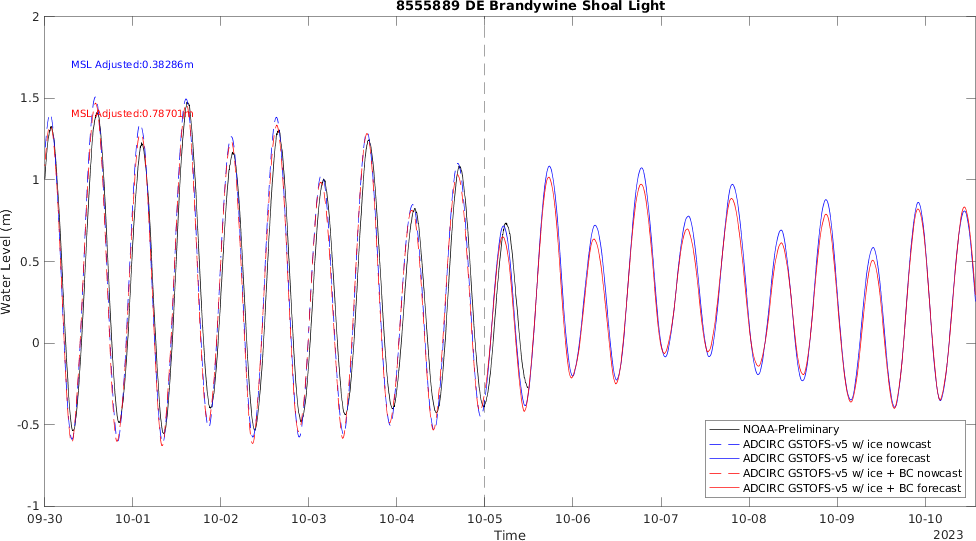 8555889 DE Brandywine Shoal Light
2
MSL Adjusted:0.38286m
1.5
MSL Adjusted:0.78701m
1
Water Level (m)
0.5
0
-0.5
-1
NOAA-Preliminary
ADCIRC GSTOFS-v5 w/ ice nowcast
ADCIRC GSTOFS-v5 w/ ice forecast
ADCIRC GSTOFS-v5 w/ ice + BC nowcast
ADCIRC GSTOFS-v5 w/ ice + BC forecast
09-30 10-01 10-02 10-03 10-04 10-05 10-06 10-07 10-08 10-09 10-10
Time
2023